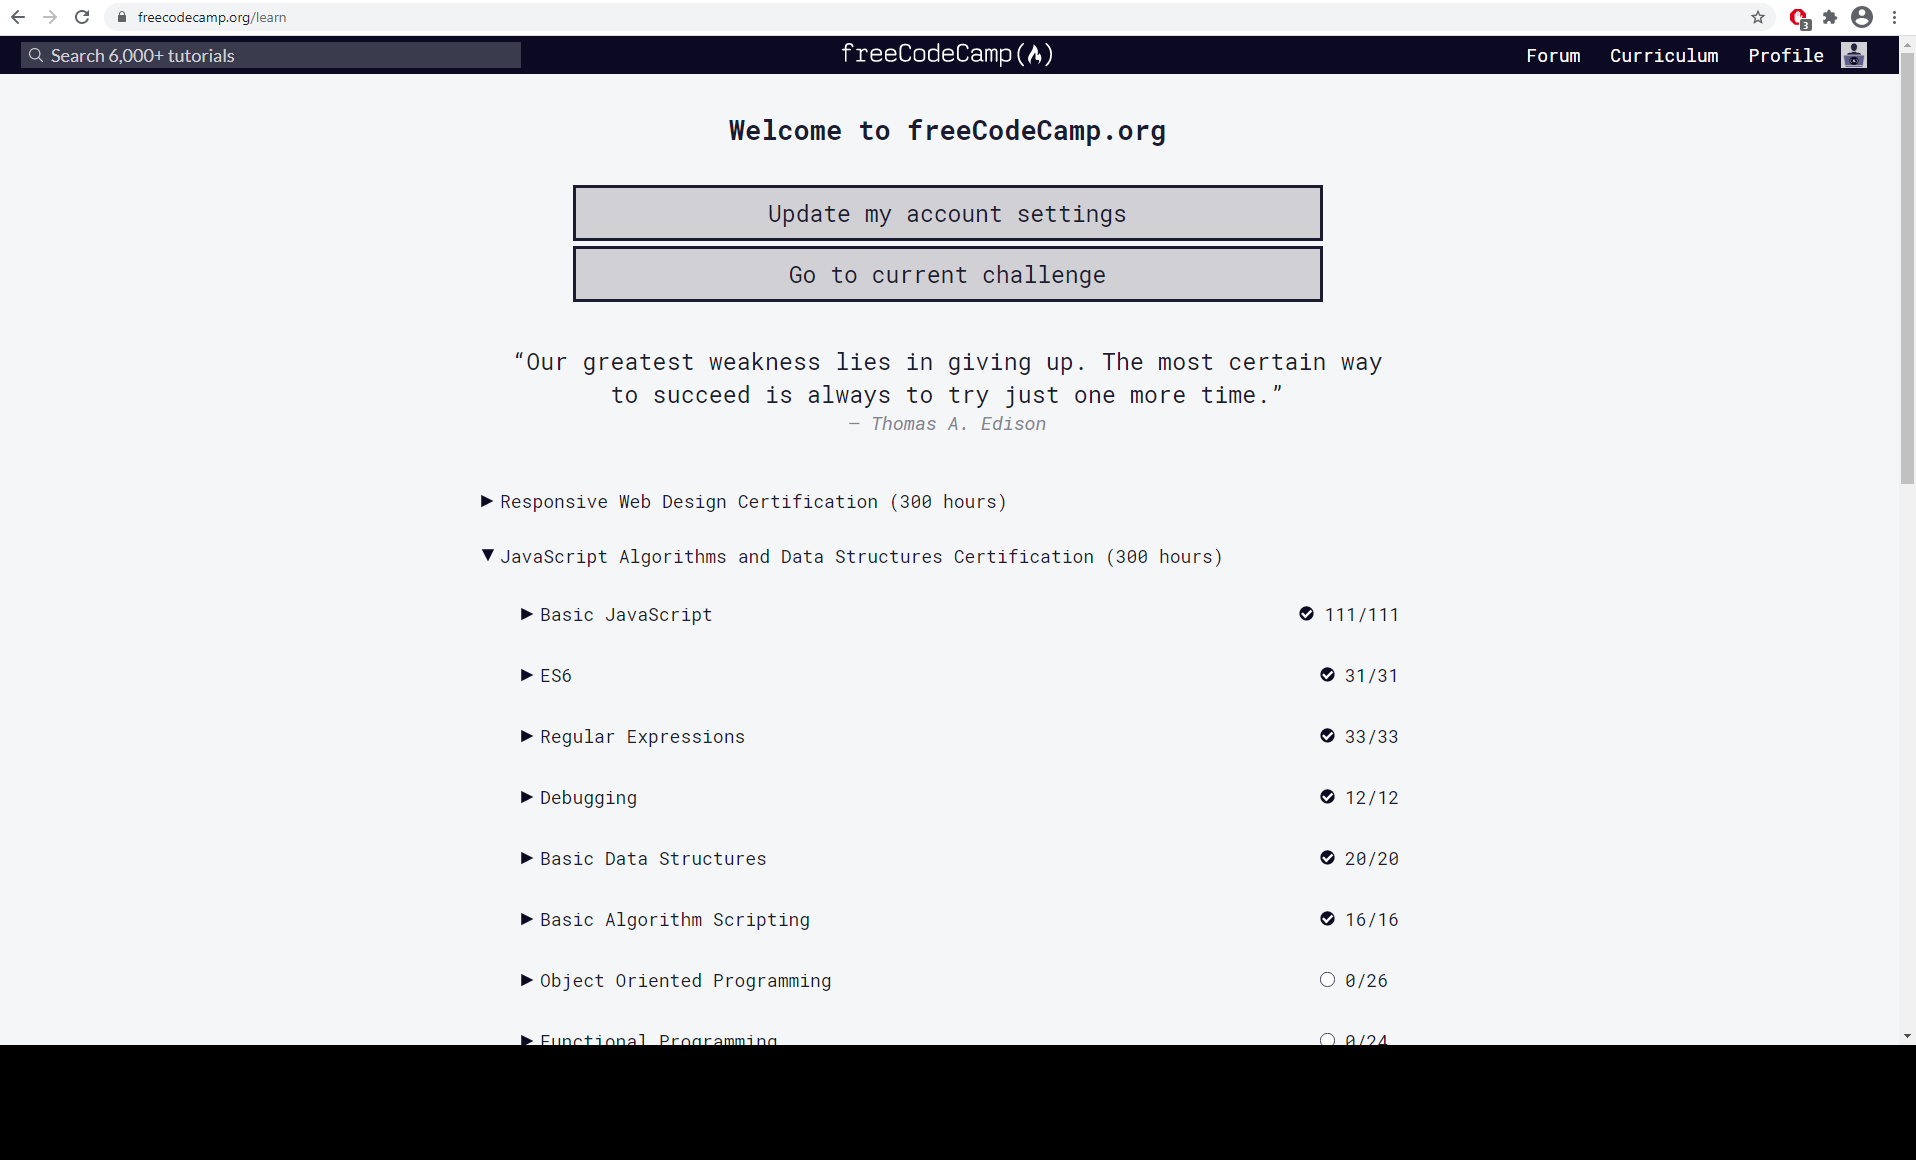 freecodecamp.org/learn
3
Search 6,000+ tutorials
freeCodeCamp
Forum
Curriculum
Profile
Welcome to freeCodeCamp.org
Update my account settings
Go to current challenge
“Our greatest weakness lies in giving up. The most certain way
to succeed is always to try just one more time.”
— Thomas A. Edison
Responsive Web Design Certification (300 hours)
JavaScript Algorithms and Data Structures Certification (300 hours)
Basic JavaScript 111/111
ES6 31/31
Regular Expressions 33/33
Debugging 12/12
Basic Data Structures 20/20
Basic Algorithm Scripting 16/16
Object Oriented Programming 0/26
Functional Programming 0/24